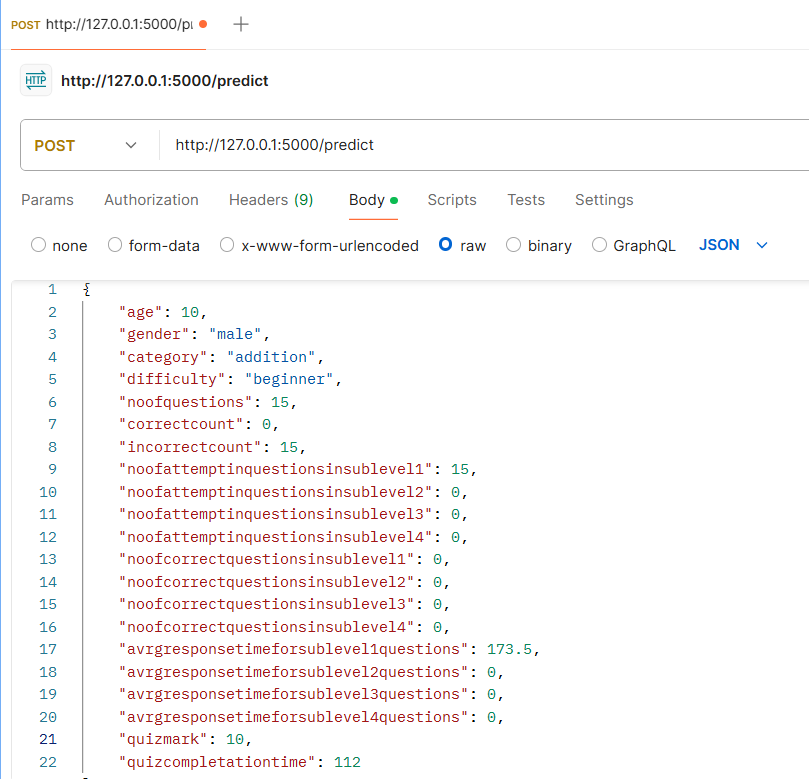 POST http://127.0.0.1:5000/pr
HTTP http://127.0.0.1:5000/predict
POST http://127.0.0.1:5000/predict
Params Authorization Headers (9) Body Scripts Tests Settings
none form-data x-www-form-urlencoded raw binary GraphQL JSON
1 {
2 "age": 10,
3 "gender": "male",
4 "category": "addition",
5 "difficulty": "beginner",
6 "noofquestions": 15,
7 "correctcount": 0,
8 "incorrectcount": 15,
9 "noofattemptinquestionsinsublevel1": 15,
10 "noofattemptinquestionsinsublevel2": 0,
11 "noofattemptinquestionsinsublevel3": 0,
12 "noofattemptinquestionsinsublevel4": 0,
13 "noofcorrectquestionsinsublevel1": 0,
14 "noofcorrectquestionsinsublevel2": 0,
15 "noofcorrectquestionsinsublevel3": 0,
16 "noofcorrectquestionsinsublevel4": 0,
17 "avrgresponsetimeforsublevel1questions": 173.5,
18 "avrgresponsetimeforsublevel2questions": 0,
19 "avrgresponsetimeforsublevel3questions": 0,
20 "avrgresponsetimeforsublevel4questions": 0,
21 "quizmark": 10,
22 "quizcompletationtime": 112